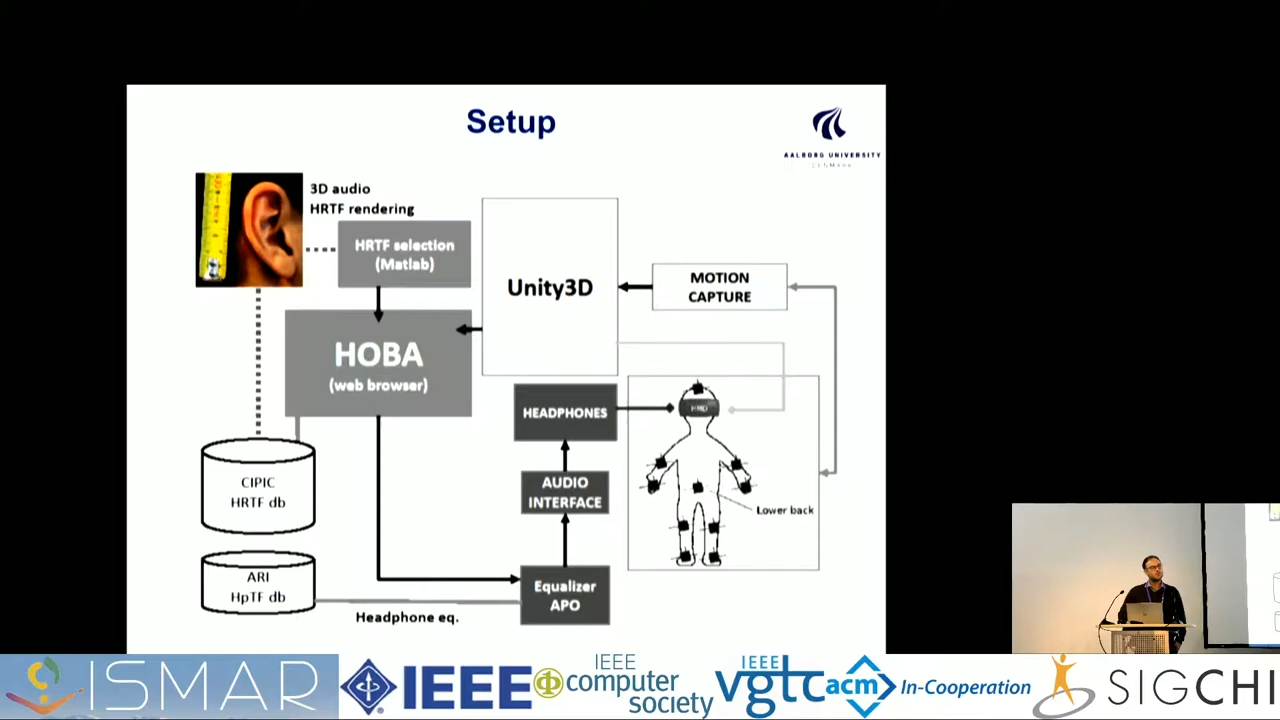 Setup
AALBORG UNIVERSITY
DENMARK
3D audio
HRTF rendering
HRTF selection
(Matlab)
Unity3D
MOTION
CAPTURE
HOBA
(web browser)
HEADPHONES
HMD
CIPIC
HRTF db
AUDIO
INTERFACE
Lower back
ARI
HpTF db
Equalizer
APO
Headphone eq.
ISMAR
IEEE
IEEE
computer
society
IEEE
vgtc
acm
In-Cooperation
SIGCHI